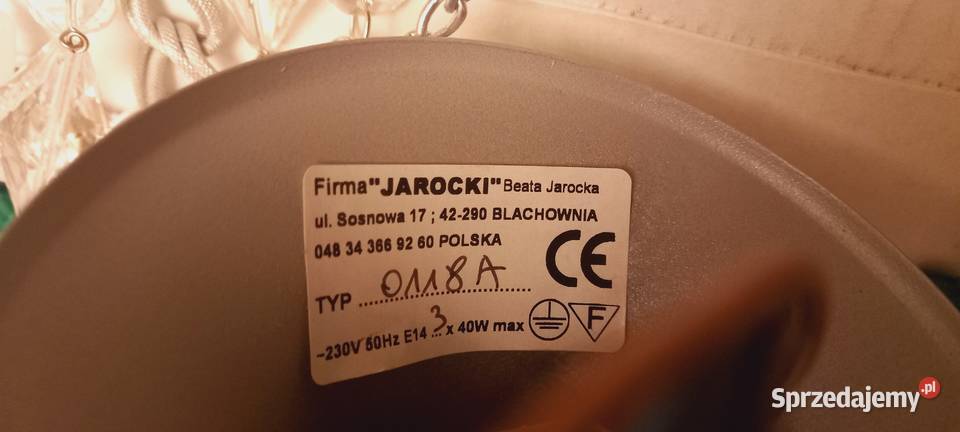 Firma "JAROCKI" Beata Jarocka
ul. Sosnowa 17 ; 42-290 BLACHOWNIA
048 34 366 92 60 POLSKA
CE
TYP ..... 0118A .....
~230V 50Hz E14 ..3.. x 40W max
F
Sprzedajemy.pl